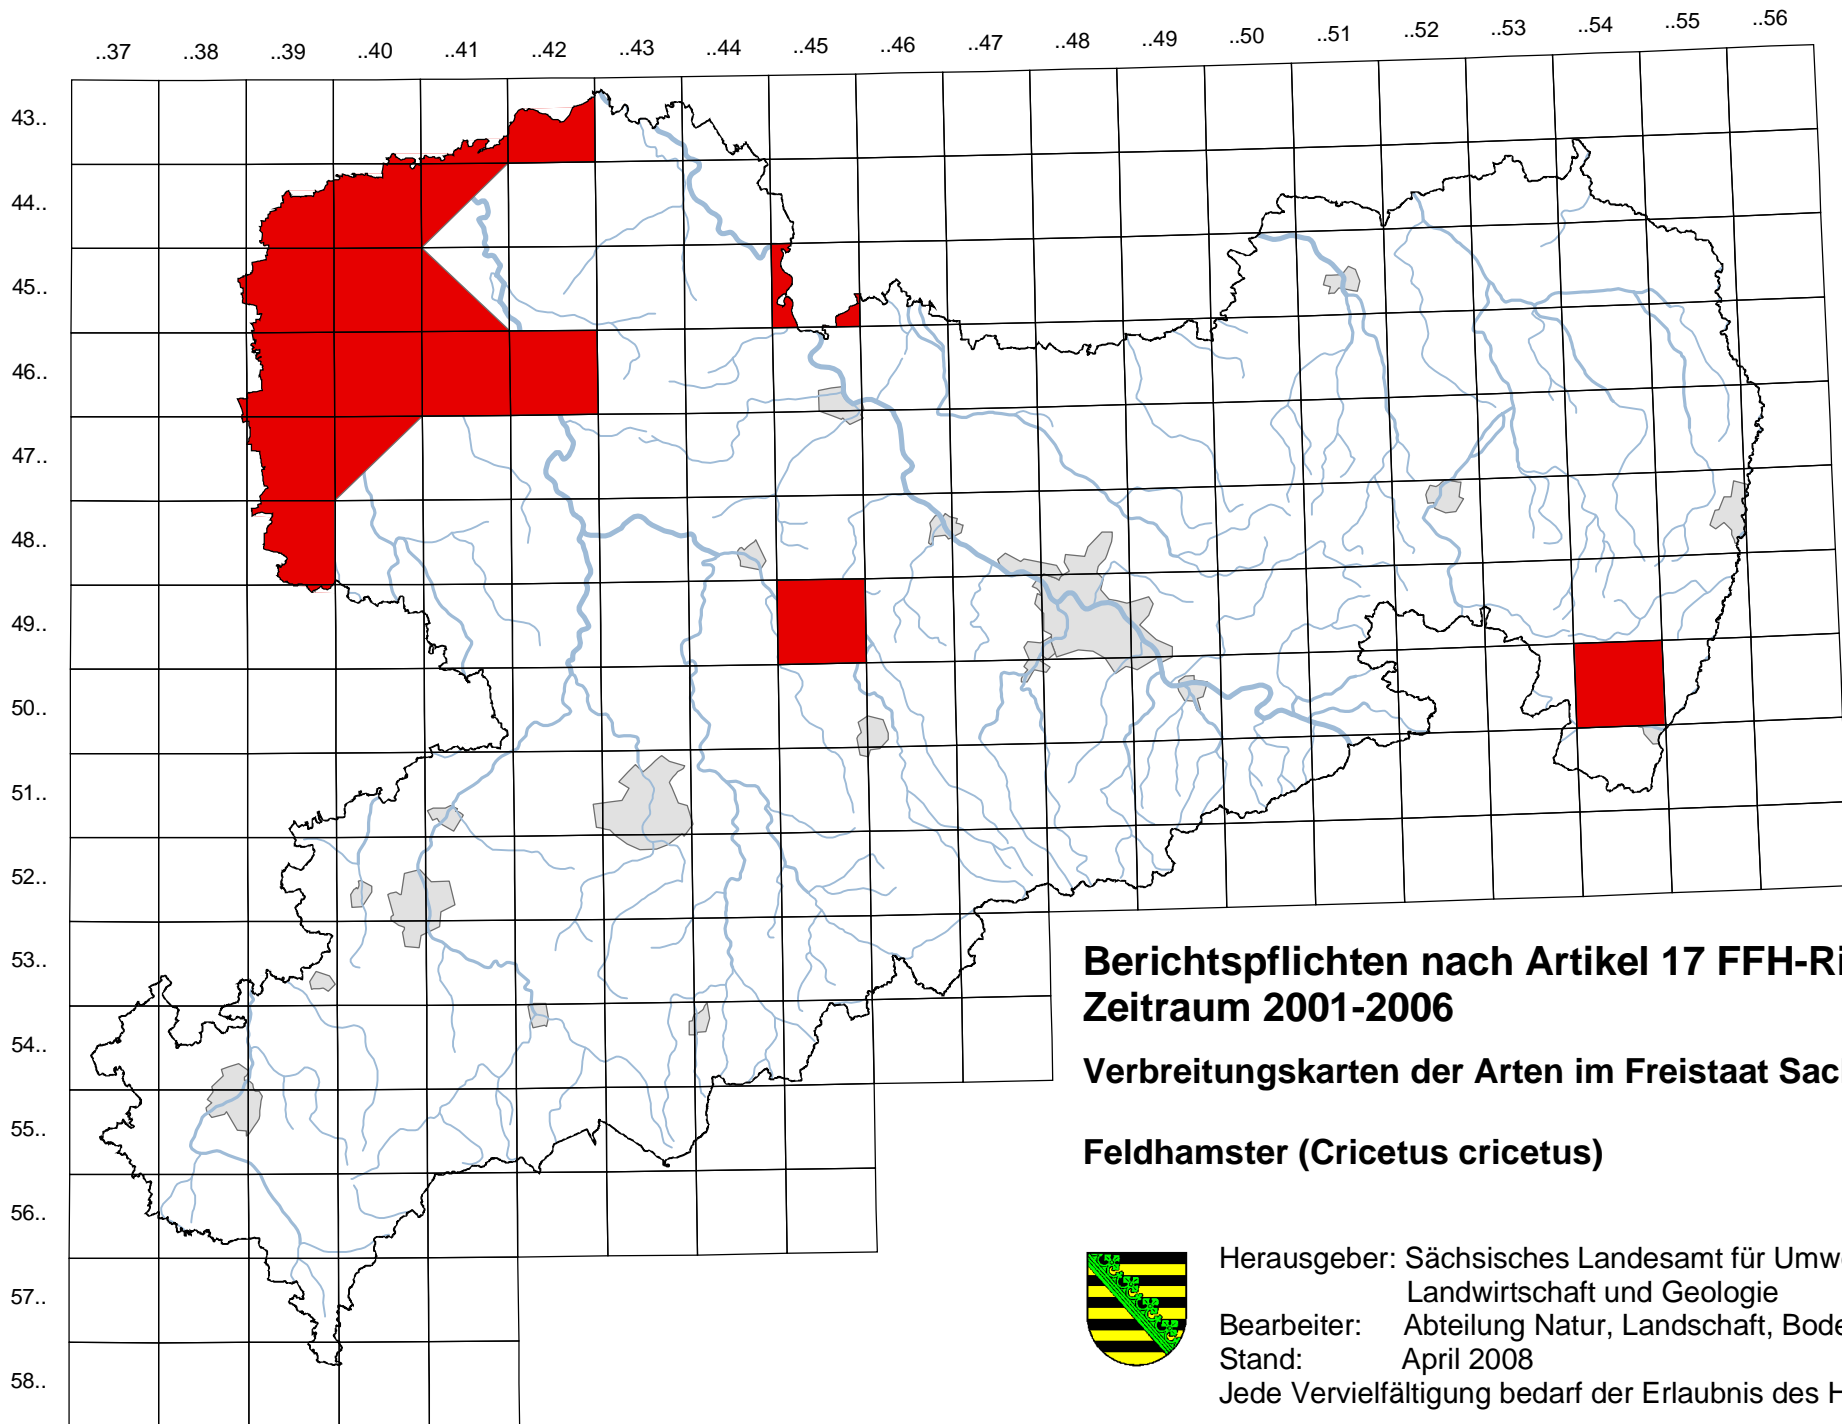 ..37 ..38 ..39 ..40 ..41 ..42 ..43 ..44 ..45 ..46 ..47 ..48 ..49 ..50 ..51 ..52 ..53 ..54 ..55 ..56
43..
44..
45..
46..
47..
48..
49..
50..
51..
52..
53..
54..
55..
56..
57..
58..
Berichtspflichten nach Artikel 17 FFH-Ri
Zeitraum 2001-2006
Verbreitungskarten der Arten im Freistaat Sac
Feldhamster (Cricetus cricetus)
Herausgeber: Sächsisches Landesamt für Umwe
Landwirtschaft und Geologie
Bearbeiter: Abteilung Natur, Landschaft, Bode
Stand: April 2008
Jede Vervielfältigung bedarf der Erlaubnis des H